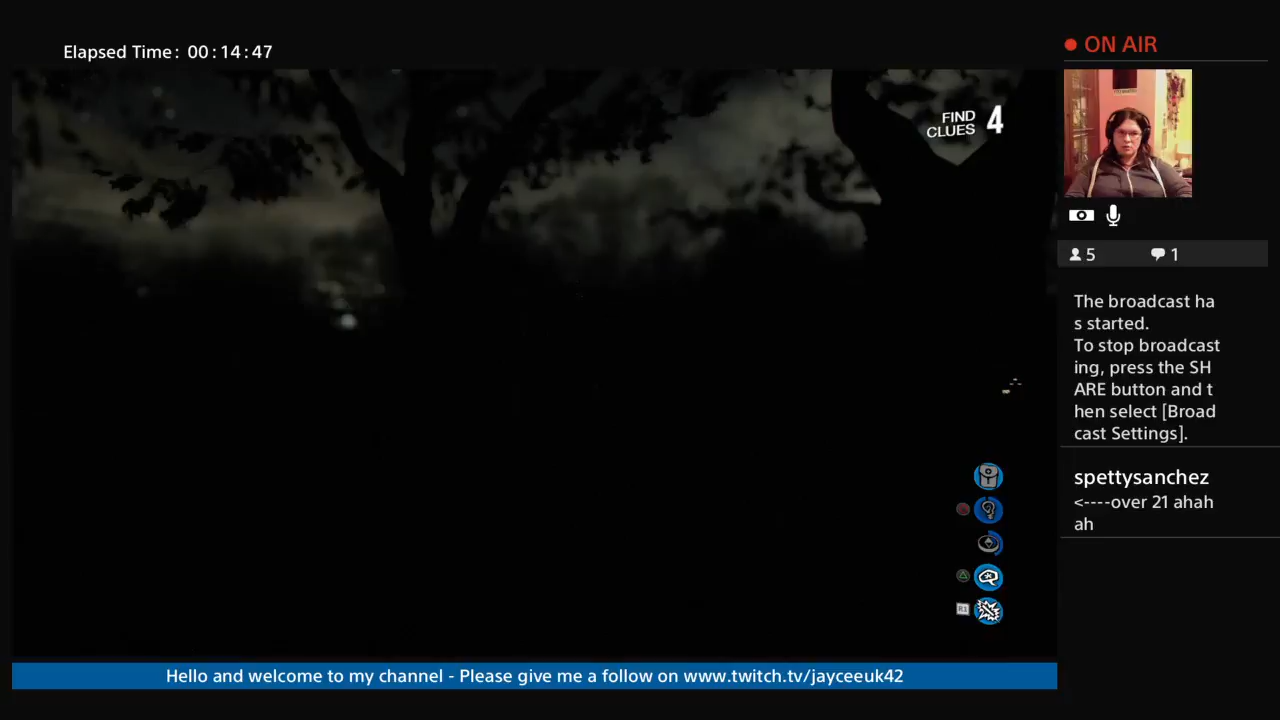 Elapsed Time: 00:14:47
ON AIR
FIND
CLUES 4
5 1
The broadcast ha
s started.
To stop broadcast
ing, press the SH
ARE button and t
hen select [Broad
cast Settings].
spettysanchez
<----over 21 ahah
ah
R1
Hello and welcome to my channel - Please give me a follow on www.twitch.tv/jayceeuk42